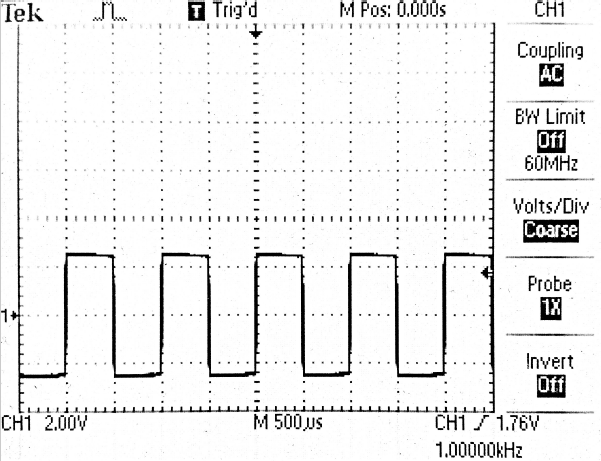 Tek T Trig'd M Pos: 0.000s CH1
Coupling
AC
BW Limit
Off
60MHz
Volts/Div
Coarse
Probe
1X
Invert
Off
1
CH1 2.00V M 500µs CH1 1.76V
1.00000kHz